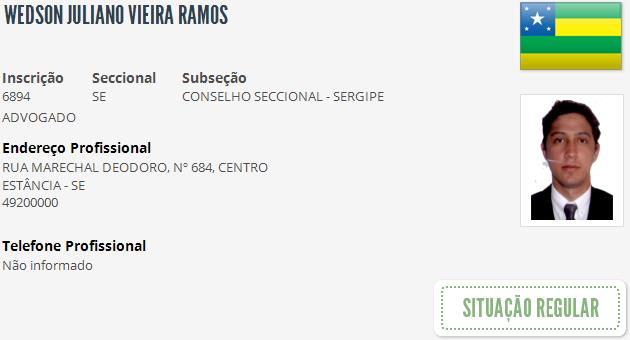 WEDSON JULIANO VIEIRA RAMOS
Inscrição Seccional Subseção
6894 SE CONSELHO SECCIONAL - SERGIPE
ADVOGADO
Endereço Profissional
RUA MARECHAL DEODORO, Nº 684, CENTRO
ESTÂNCIA - SE
49200000
Telefone Profissional
Não informado
SITUAÇÃO REGULAR